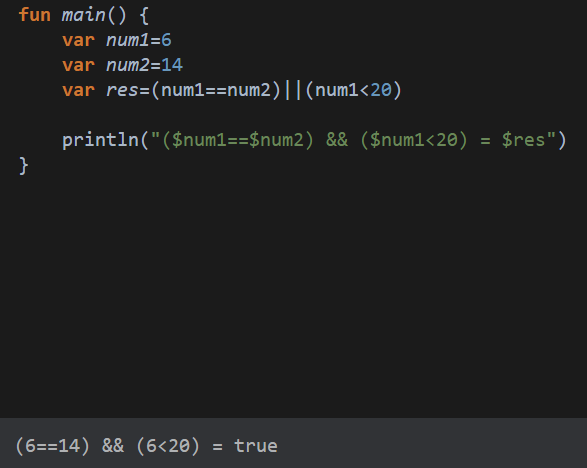 fun main() {
    var num1=6
    var num2=14
    var res=(num1==num2)||(num1<20)
    println("($num1==$num2) && ($num1<20) = $res")
}
(6==14) && (6<20) = true